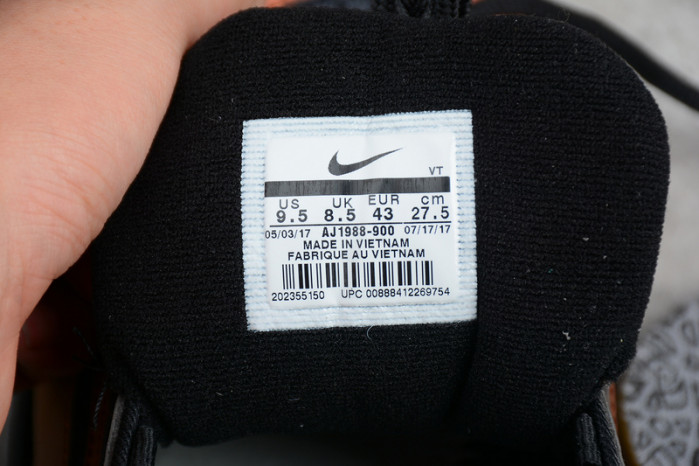 VT
US UK EUR cm
9.5 8.5 43 27.5
05/03/17 AJ1988-900 07/17/17
MADE IN VIETNAM
FABRIQUE AU VIETNAM
202355150 UPC 00888412269754